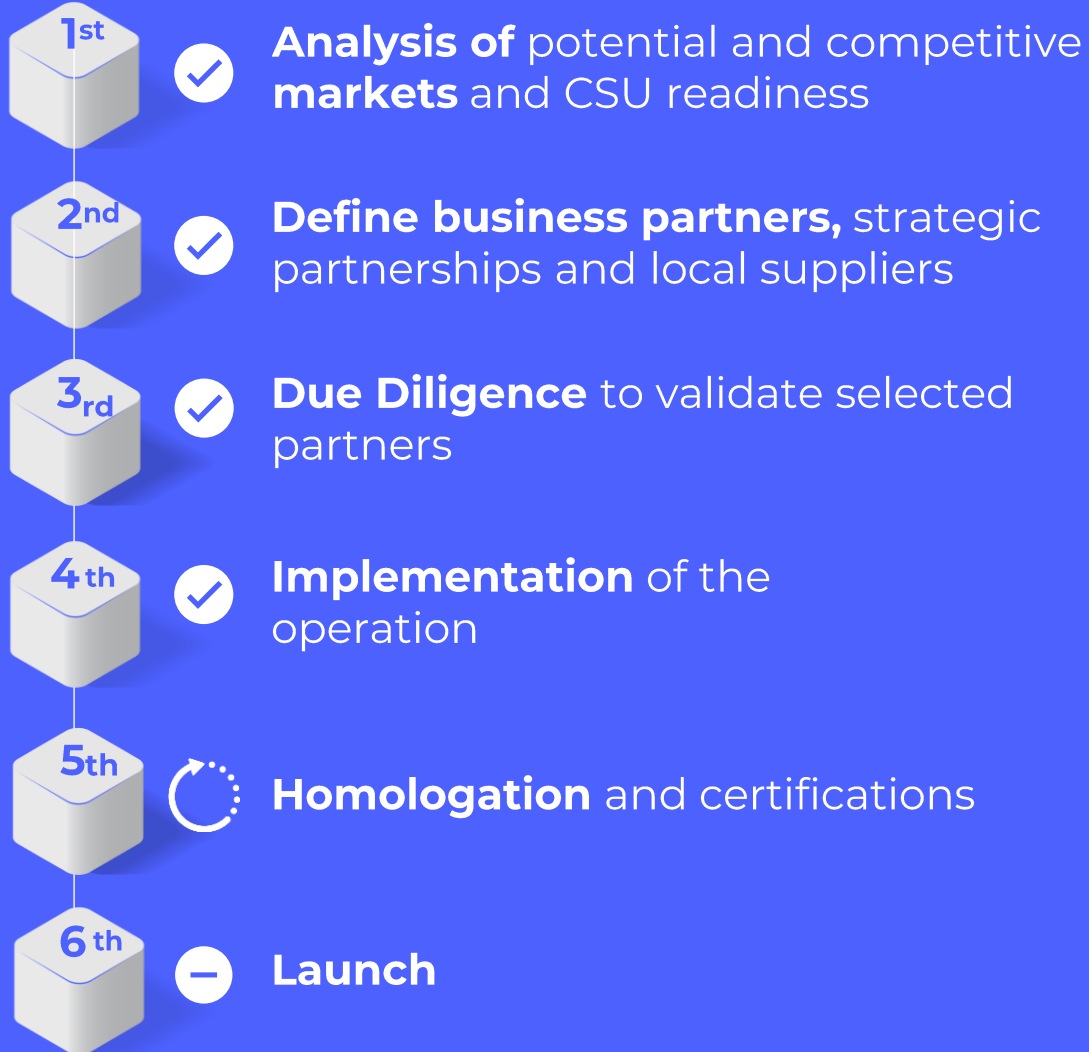 1st
Analysis of potential and competitive
markets and CSU readiness
2nd
Define business partners, strategic
partnerships and local suppliers
3rd
Due Diligence to validate selected
partners
4th
Implementation of the
operation
5th
Homologation and certifications
6th
Launch